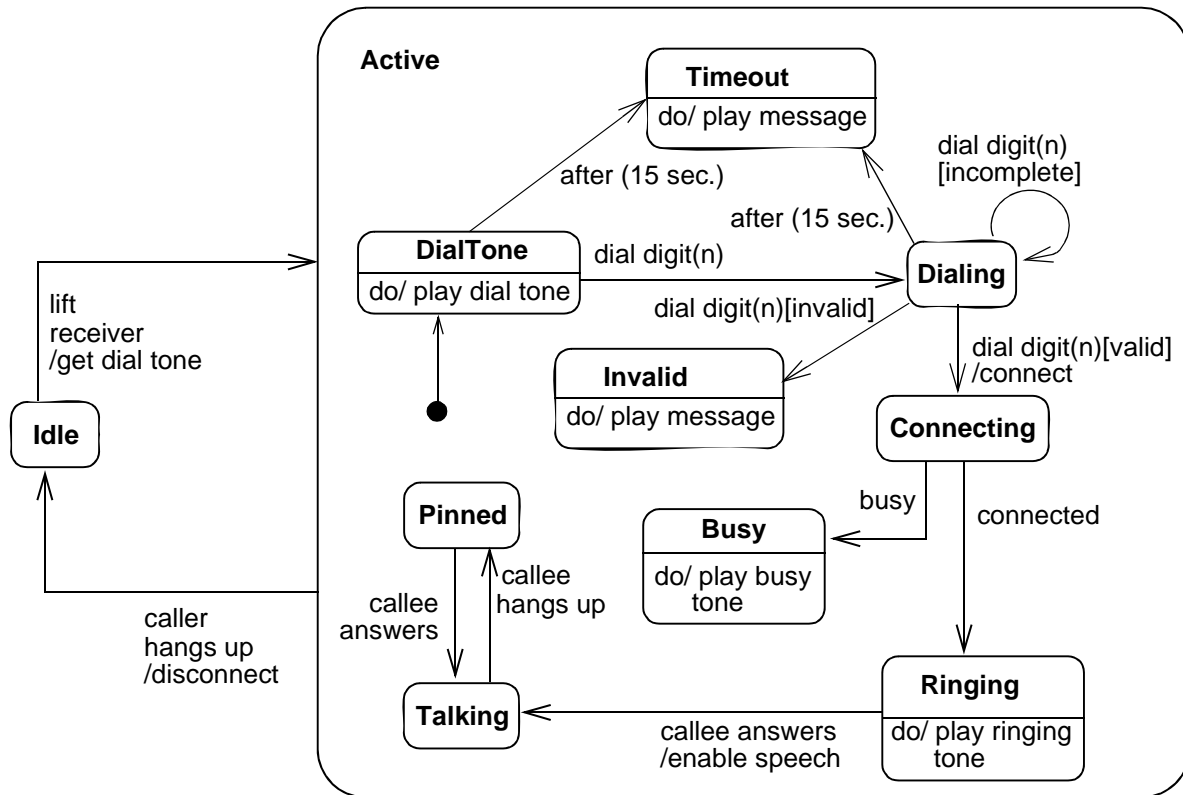 Active
Timeout
do/ play message
dial digit(n)
[incomplete]
after (15 sec.)
after (15 sec.)
DialTone
do/ play dial tone
dial digit(n)
Dialing
lift
receiver
/get dial tone
dial digit(n)[invalid]
dial digit(n)[valid]
/connect
Invalid
do/ play message
Idle
Connecting
Pinned
busy
connected
Busy
do/ play busy
tone
callee
hangs up
callee
answers
caller
hangs up
/disconnect
Talking
Ringing
do/ play ringing
tone
callee answers
/enable speech